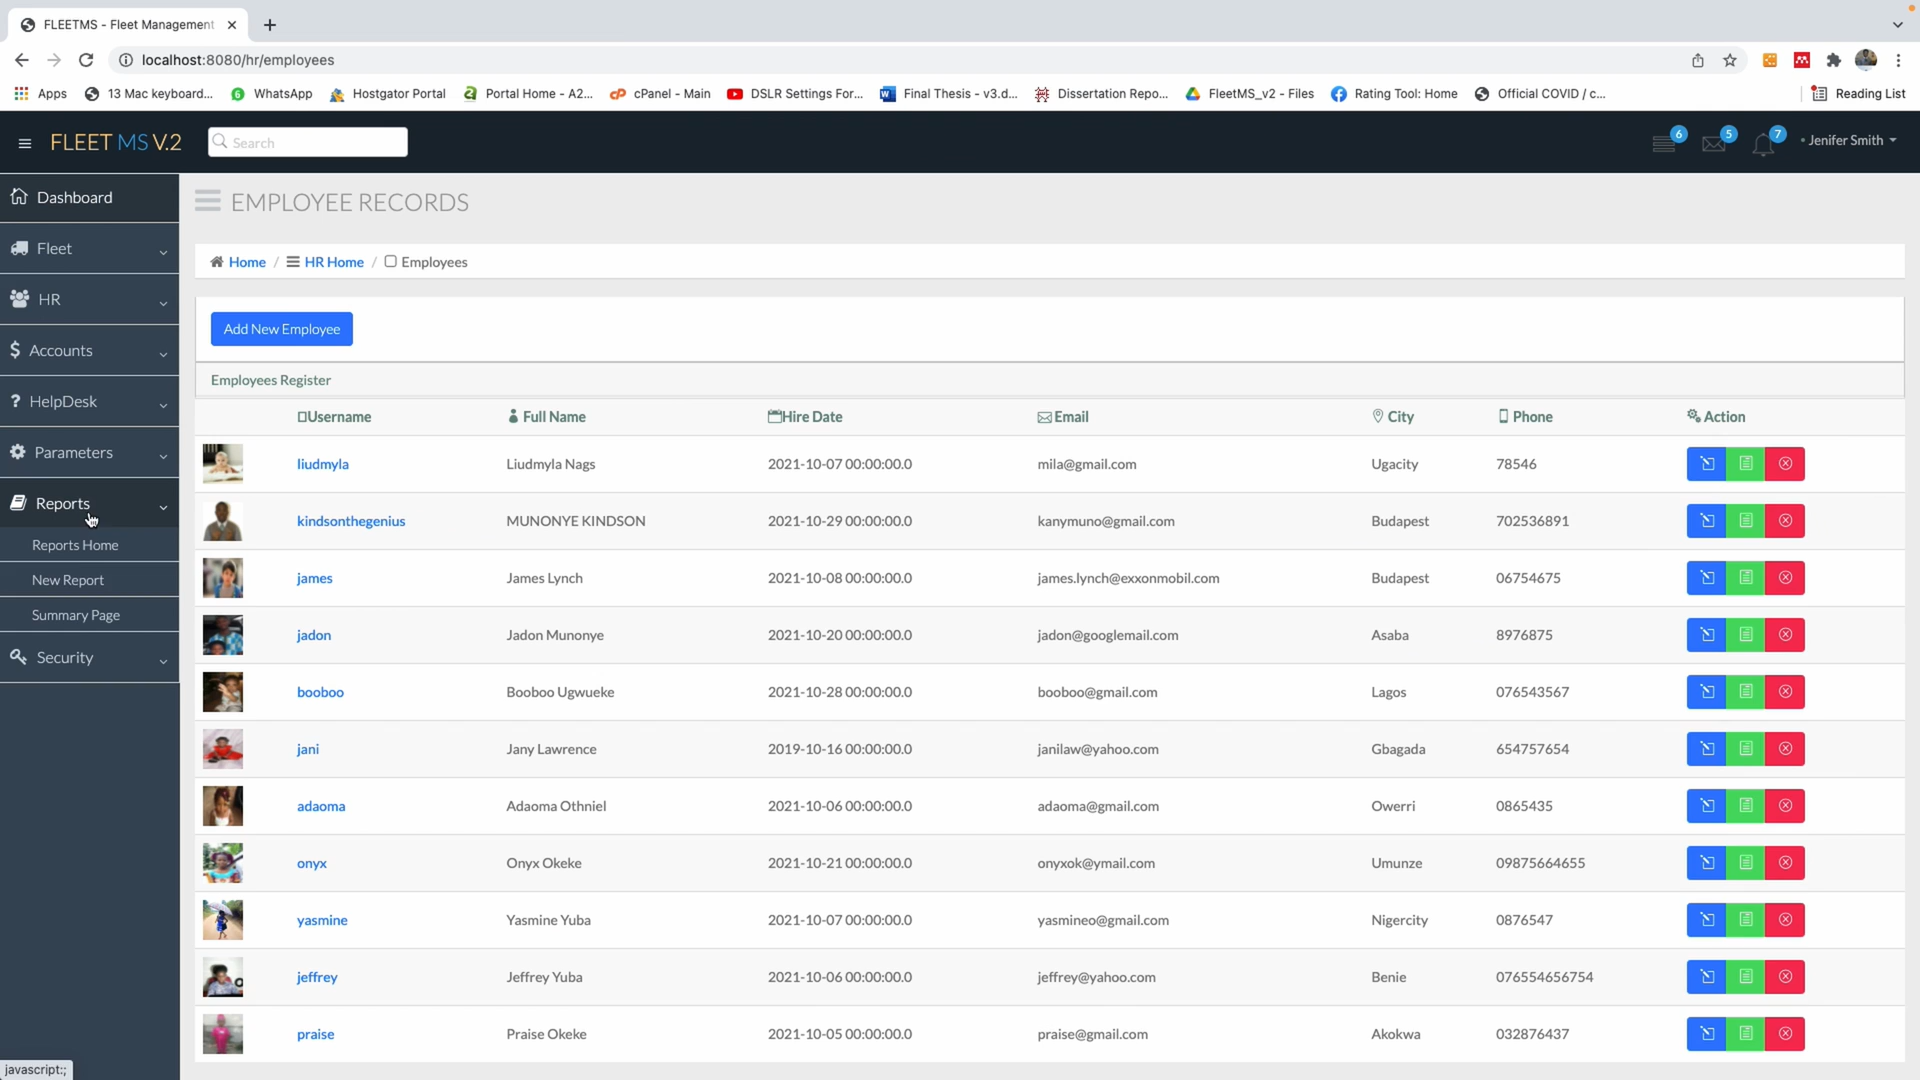 FLEETMS - Fleet Management
localhost:8080/hr/employees
Apps 13 Mac keyboard... WhatsApp Hostgator Portal Portal Home - A2... cPanel - Main DSLR Settings For... Final Thesis - v3.d... Dissertation Repo... FleetMS_v2 - Files Rating Tool: Home Official COVID / c... Reading List
FLEET MS V.2 Search 6 5 7 Jenifer Smith
Dashboard
Fleet
HR
Accounts
HelpDesk
Parameters
Reports
Reports Home
New Report
Summary Page
Security
EMPLOYEE RECORDS
Home / HR Home / Employees
Add New Employee
Employees Register
Username Full Name Hire Date Email City Phone Action
liudmyla Liudmyla Nags 2021-10-07 00:00:00.0 mila@gmail.com Ugacity 78546
kindsonthegenius MUNONYE KINDSON 2021-10-29 00:00:00.0 kanymuno@gmail.com Budapest 702536891
james James Lynch 2021-10-08 00:00:00.0 james.lynch@exxonmobil.com Budapest 06754675
jadon Jadon Munonye 2021-10-20 00:00:00.0 jadon@googlemail.com Asaba 8976875
booboo Booboo Ugwueke 2021-10-28 00:00:00.0 booboo@gmail.com Lagos 076543567
jani Jany Lawrence 2019-10-16 00:00:00.0 janilaw@yahoo.com Gbagada 654757654
adaoma Adaoma Othniel 2021-10-06 00:00:00.0 adaoma@gmail.com Owerri 0865435
onyx Onyx Okeke 2021-10-21 00:00:00.0 onyxok@ymail.com Umunze 09875664655
yasmine Yasmine Yuba 2021-10-07 00:00:00.0 yasmineo@gmail.com Nigercity 0876547
jeffrey Jeffrey Yuba 2021-10-06 00:00:00.0 jeffrey@yahoo.com Benie 076554656754
praise Praise Okeke 2021-10-05 00:00:00.0 praise@gmail.com Akokwa 032876437
javascript:;